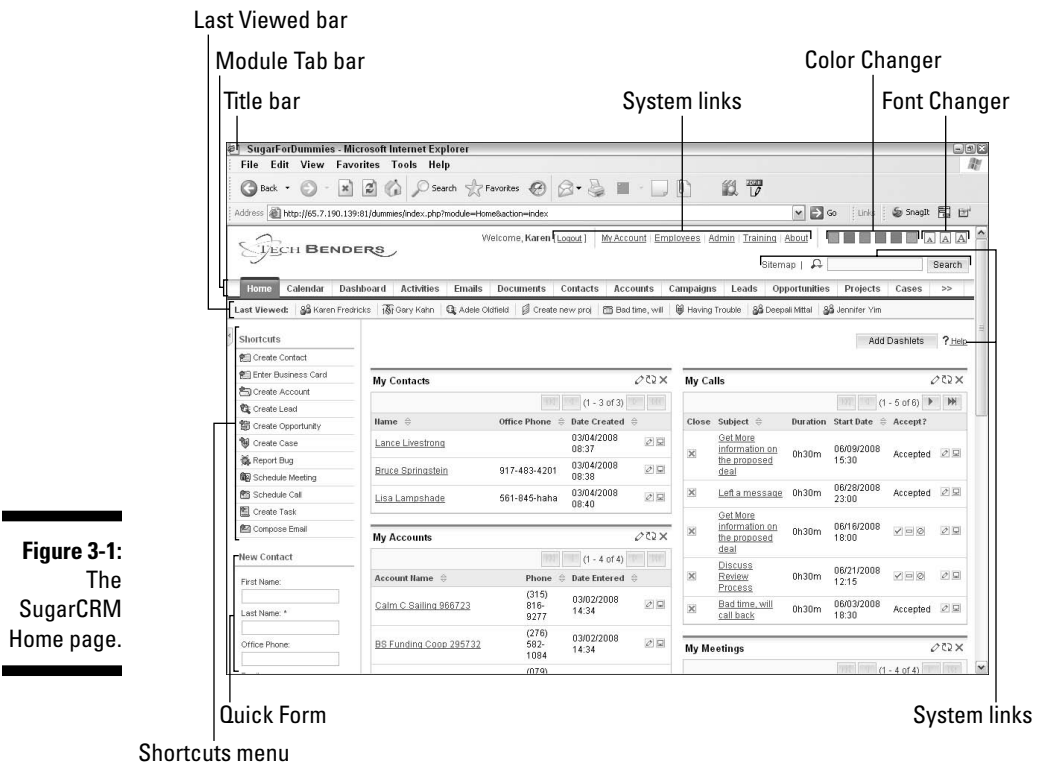 Last Viewed bar
Module Tab bar
Color Changer
Title bar
System links
Font Changer
SugarForDummies - Microsoft Internet Explorer
File Edit View Favorites Tools Help
Back Search Favorites
Address http://65.7.190.139:81/dummies/index.php?module=Home&action=index Go Links SnagIt
TECH BENDERS
Welcome, Karen [Logout] My Account | Employees | Admin | Training | About
A A A
Sitemap | Search
Home Calendar Dashboard Activities Emails Documents Contacts Accounts Campaigns Leads Opportunities Projects Cases >>
Last Viewed: Karen Fredricks Gary Kahn Adele Oldfield Create new proj Bad time, will Having Trouble Deepali Mittal Jennifer Yim
Shortcuts
Create Contact
Enter Business Card
Create Account
Create Lead
Create Opportunity
Create Case
Report Bug
Schedule Meeting
Schedule Call
Create Task
Compose Email
New Contact
First Name:
Last Name: *
Office Phone:
Add Dashlets ? Help
My Contacts
(1 - 3 of 3)
Name Office Phone Date Created
Lance Livestrong 03/04/2008 08:37
Bruce Springstein 917-483-4201 03/04/2008 08:38
Lisa Lampshade 561-845-haha 03/04/2008 08:40
My Accounts
(1 - 4 of 4)
Account Name Phone Date Entered
Calm C Sailing 966723 (315) 816-9277 03/02/2008 14:34
BS Funding Coop 295732 (276) 582-1084 03/02/2008 14:34
(079)
My Calls
(1 - 5 of 6)
Close Subject Duration Start Date Accept?
Get More information on the proposed deal 0h30m 06/09/2008 15:30 Accepted
Left a message 0h30m 06/28/2008 23:00 Accepted
Get More information on the proposed deal 0h30m 06/16/2008 18:00
Discuss Review Process 0h30m 06/21/2008 12:15
Bad time, will call back 0h30m 06/03/2008 18:30 Accepted
My Meetings
(1 - 4 of 4)
Figure 3-1:
The
SugarCRM
Home page.
Quick Form
System links
Shortcuts menu